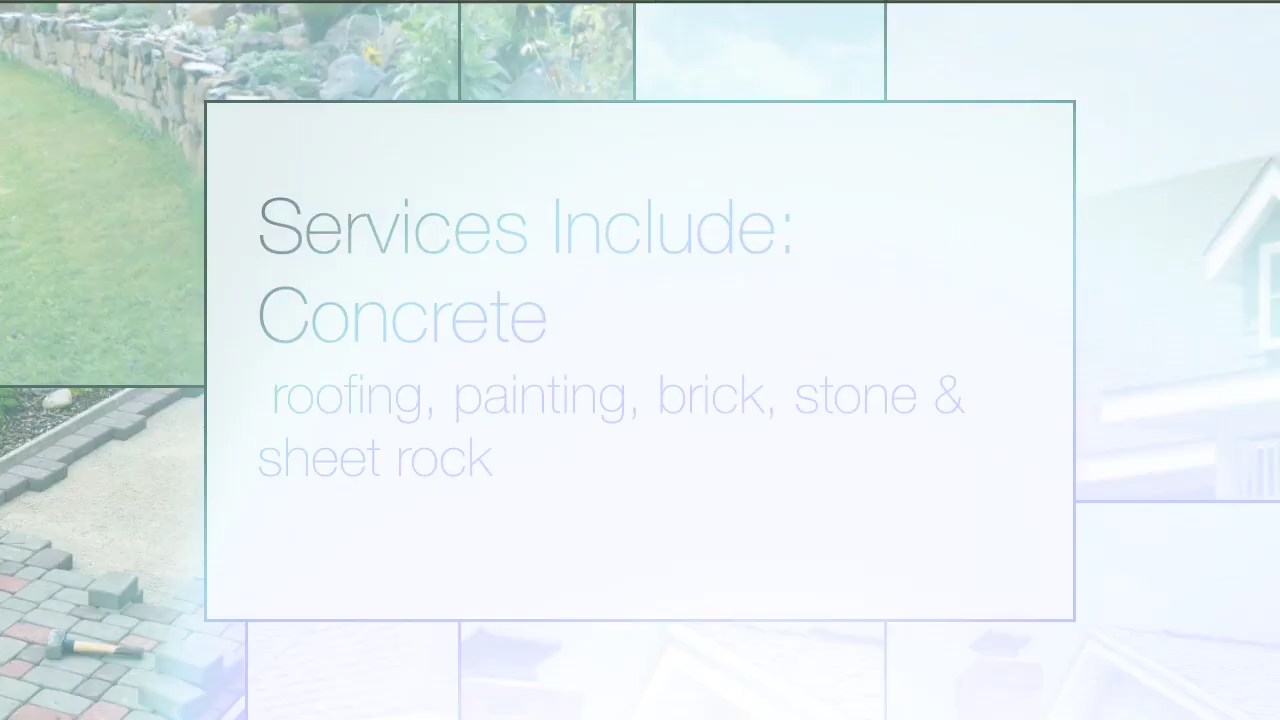 Services Include:
Concrete
roofing, painting, brick, stone &
sheet rock